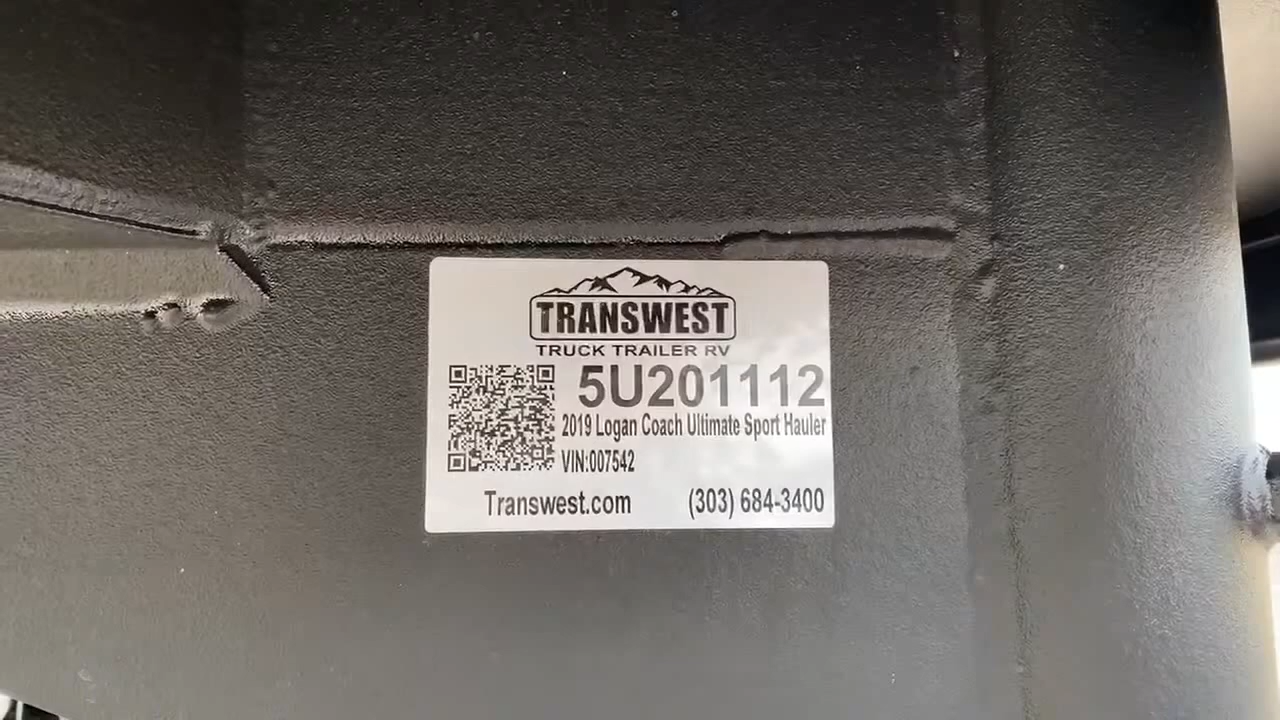 TRANSWEST
TRUCK TRAILER RV
5U201112
2019 Logan Coach Ultimate Sport Hauler
VIN:007542
Transwest.com (303) 684-3400